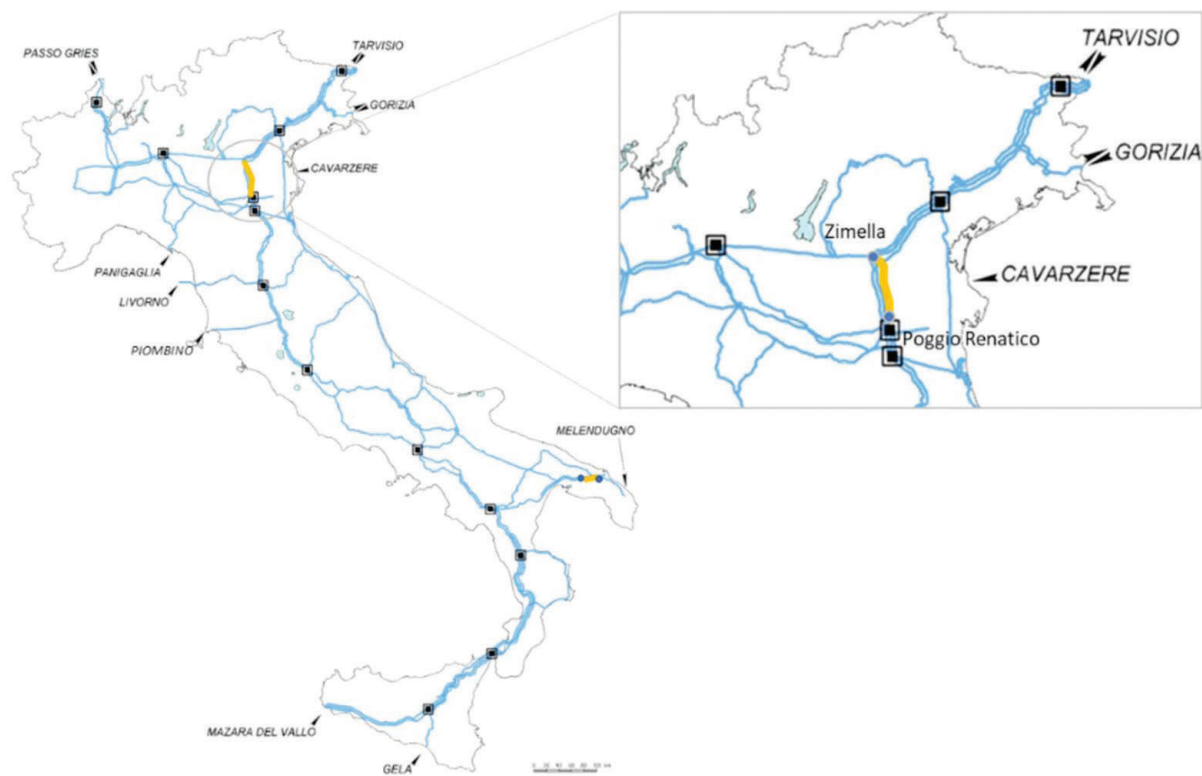 PASSO GRIES
TARVISIO
GORIZIA
CAVARZERE
PANIGAGLIA
LIVORNO
PIOMBINO
MELENDUGNO
MAZARA DEL VALLO
GELA
TARVISIO
GORIZIA
Zimella
CAVARZERE
Poggio Renatico